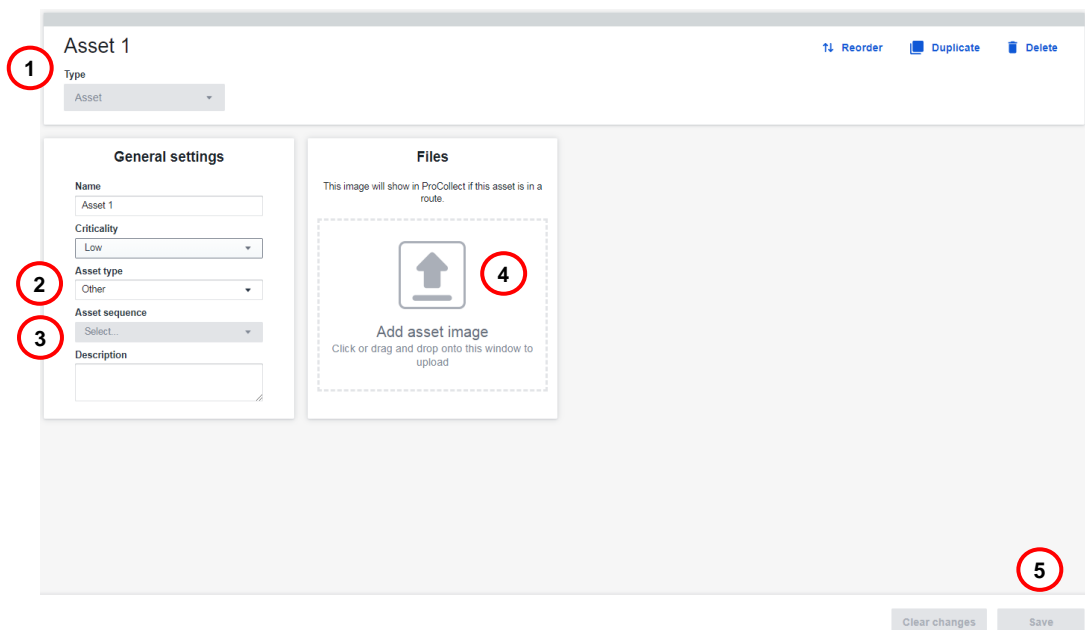 Asset 1
Reorder
Duplicate
Delete
1
Type
Asset
General settings
Name
Asset 1
Criticality
Low
2
Asset type
Other
3
Asset sequence
Select...
Description
Files
This image will show in ProCollect if this asset is in a
route.
4
Add asset image
Click or drag and drop onto this window to
upload
5
Clear changes
Save